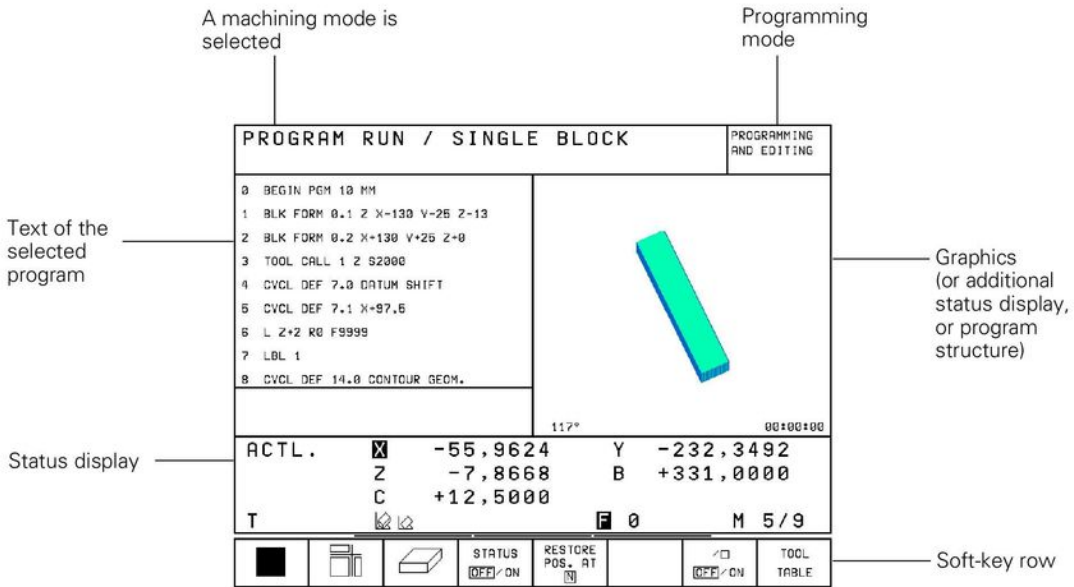 A machining mode is
selected
Programming
mode
PROGRAM RUN / SINGLE BLOCK
PROGRAMMING
AND EDITING
Text of the
selected
program
0 BEGIN PGM 10 MM
1 BLK FORM 0.1 Z X-130 Y-25 Z-13
2 BLK FORM 0.2 X+130 Y+25 Z+0
3 TOOL CALL 1 Z S2000
4 CYCL DEF 7.0 DATUM SHIFT
5 CYCL DEF 7.1 X+97.5
6 L Z+2 R0 F9999
7 LBL 1
8 CYCL DEF 14.0 CONTOUR GEOM.
117° 00:00:00
Graphics
(or additional
status display,
or program
structure)
Status display
ACTL. X -55,9624 Y -232,3492
Z -7,8668 B +331,0000
C +12,5000
T F 0 M 5/9
STATUS
OFF / ON
RESTORE
POS. AT
N
/
OFF / ON
TOOL
TABLE
Soft-key row